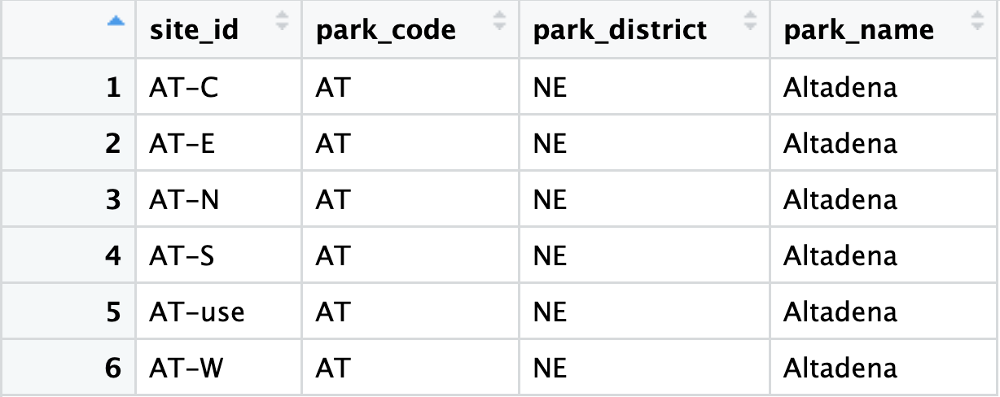 site_id park_code park_district park_name
1 AT-C AT NE Altadena
2 AT-E AT NE Altadena
3 AT-N AT NE Altadena
4 AT-S AT NE Altadena
5 AT-use AT NE Altadena
6 AT-W AT NE Altadena